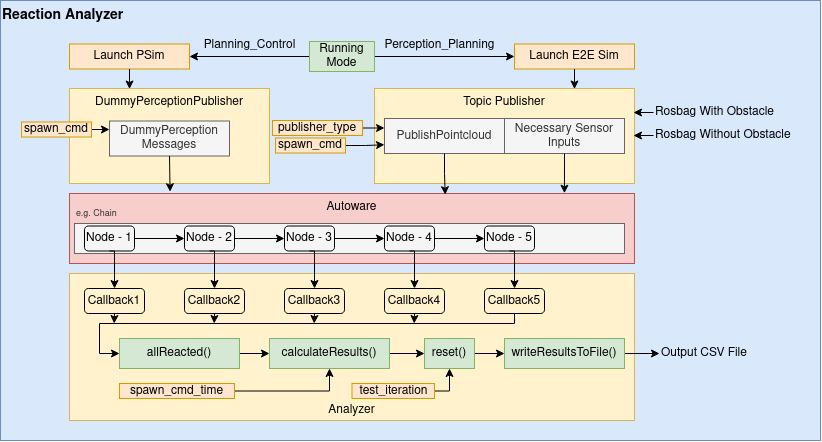 Reaction Analyzer
Planning_Control
Perception_Planning
Launch PSim
Running
Mode
Launch E2E Sim
DummyPerceptionPublisher
Topic Publisher
Rosbag With Obstacle
spawn_cmd
DummyPerception
Messages
publisher_type
spawn_cmd
PublishPointcloud
Necessary Sensor
Inputs
Rosbag Without Obstacle
Autoware
e.g. Chain
Node - 1
Node - 2
Node - 3
Node - 4
Node - 5
Callback1
Callback2
Callback3
Callback4
Callback5
allReacted()
calculateResults()
reset()
writeResultsToFile()
Output CSV File
spawn_cmd_time
test_iteration
Analyzer